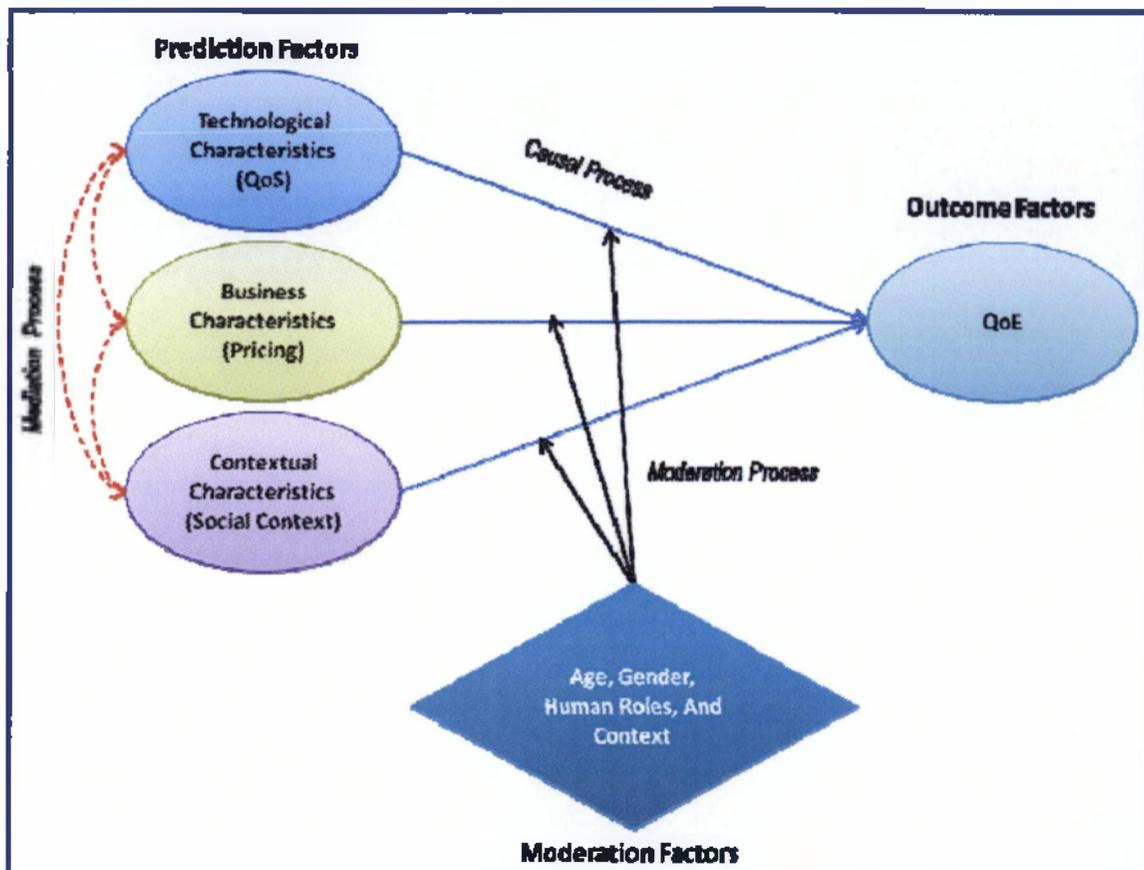 Prediction Factors
Technological
Characteristics
(QoS)
Causal Process
Outcome Factors
Business
Characteristics
(Pricing)
QoE
Mediation Process
Contextual
Characteristics
(Social Context)
Moderation Process
Age, Gender,
Human Roles, And
Context
Moderation Factors